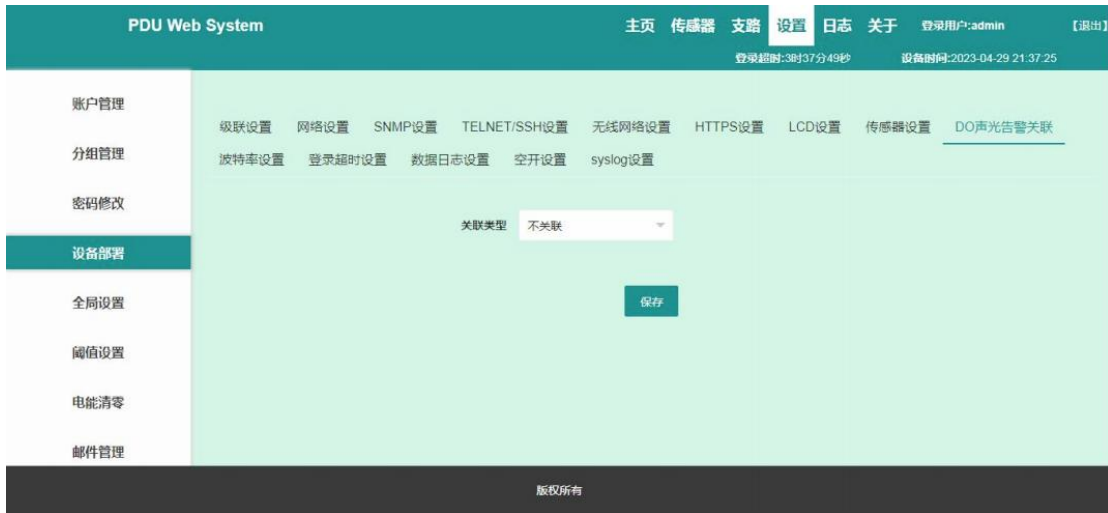 PDU Web System 主页 传感器 支路 设置 日志 关于 登录用户:admin 【退出】
登录超时:3时37分49秒 设备时间:2023-04-29 21:37:25
账户管理
分组管理
密码修改
设备部署
全局设置
阈值设置
电能清零
邮件管理
级联设置 网络设置 SNMP设置 TELNET/SSH设置 无线网络设置 HTTPS设置 LCD设置 传感器设置 DO声光告警关联
波特率设置 登录超时设置 数据日志设置 空开设置 syslog设置
关联类型 不关联
保存
版权所有